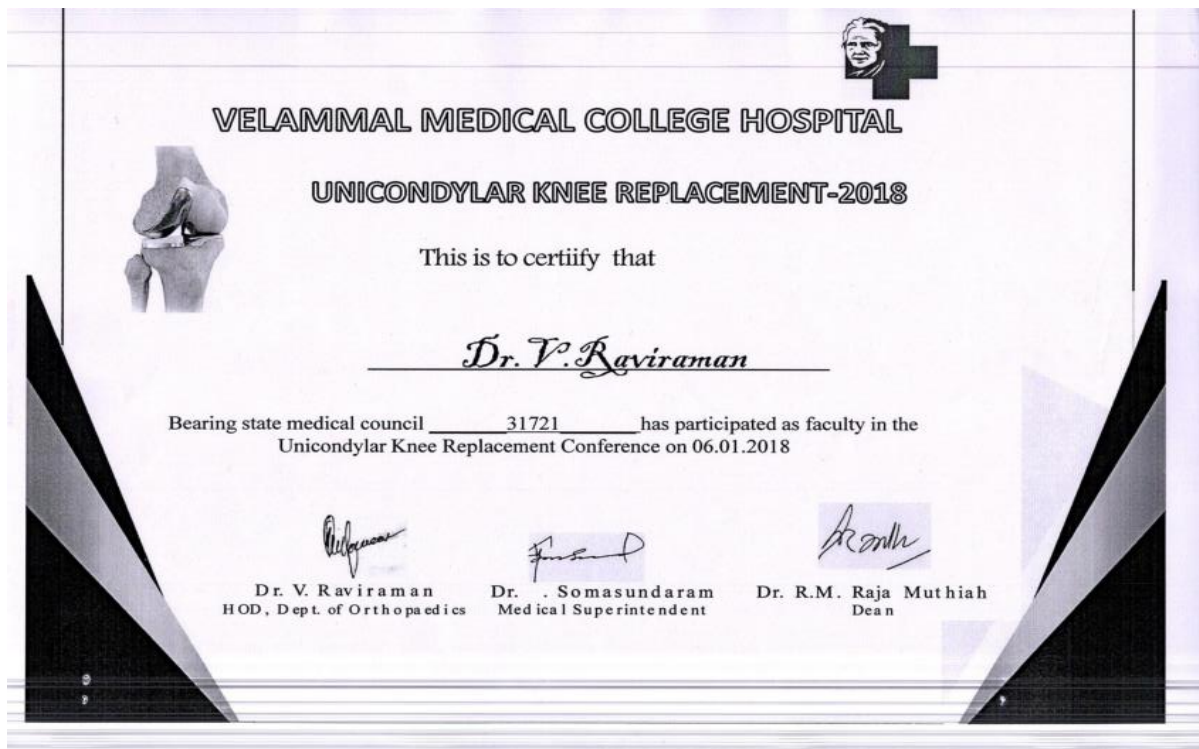 VELAMMAL MEDICAL COLLEGE HOSPITAL
UNICONDYLAR KNEE REPLACEMENT-2018
This is to certiify that
Dr. V. Raviraman
Bearing state medical council 31721 has participated as faculty in the
Unicondylar Knee Replacement Conference on 06.01.2018
Dr. V. Raviraman Dr. . Somasundaram Dr. R.M. Raja Muthiah
HOD, Dept. of Orthopaedics Medical Superintendent Dean